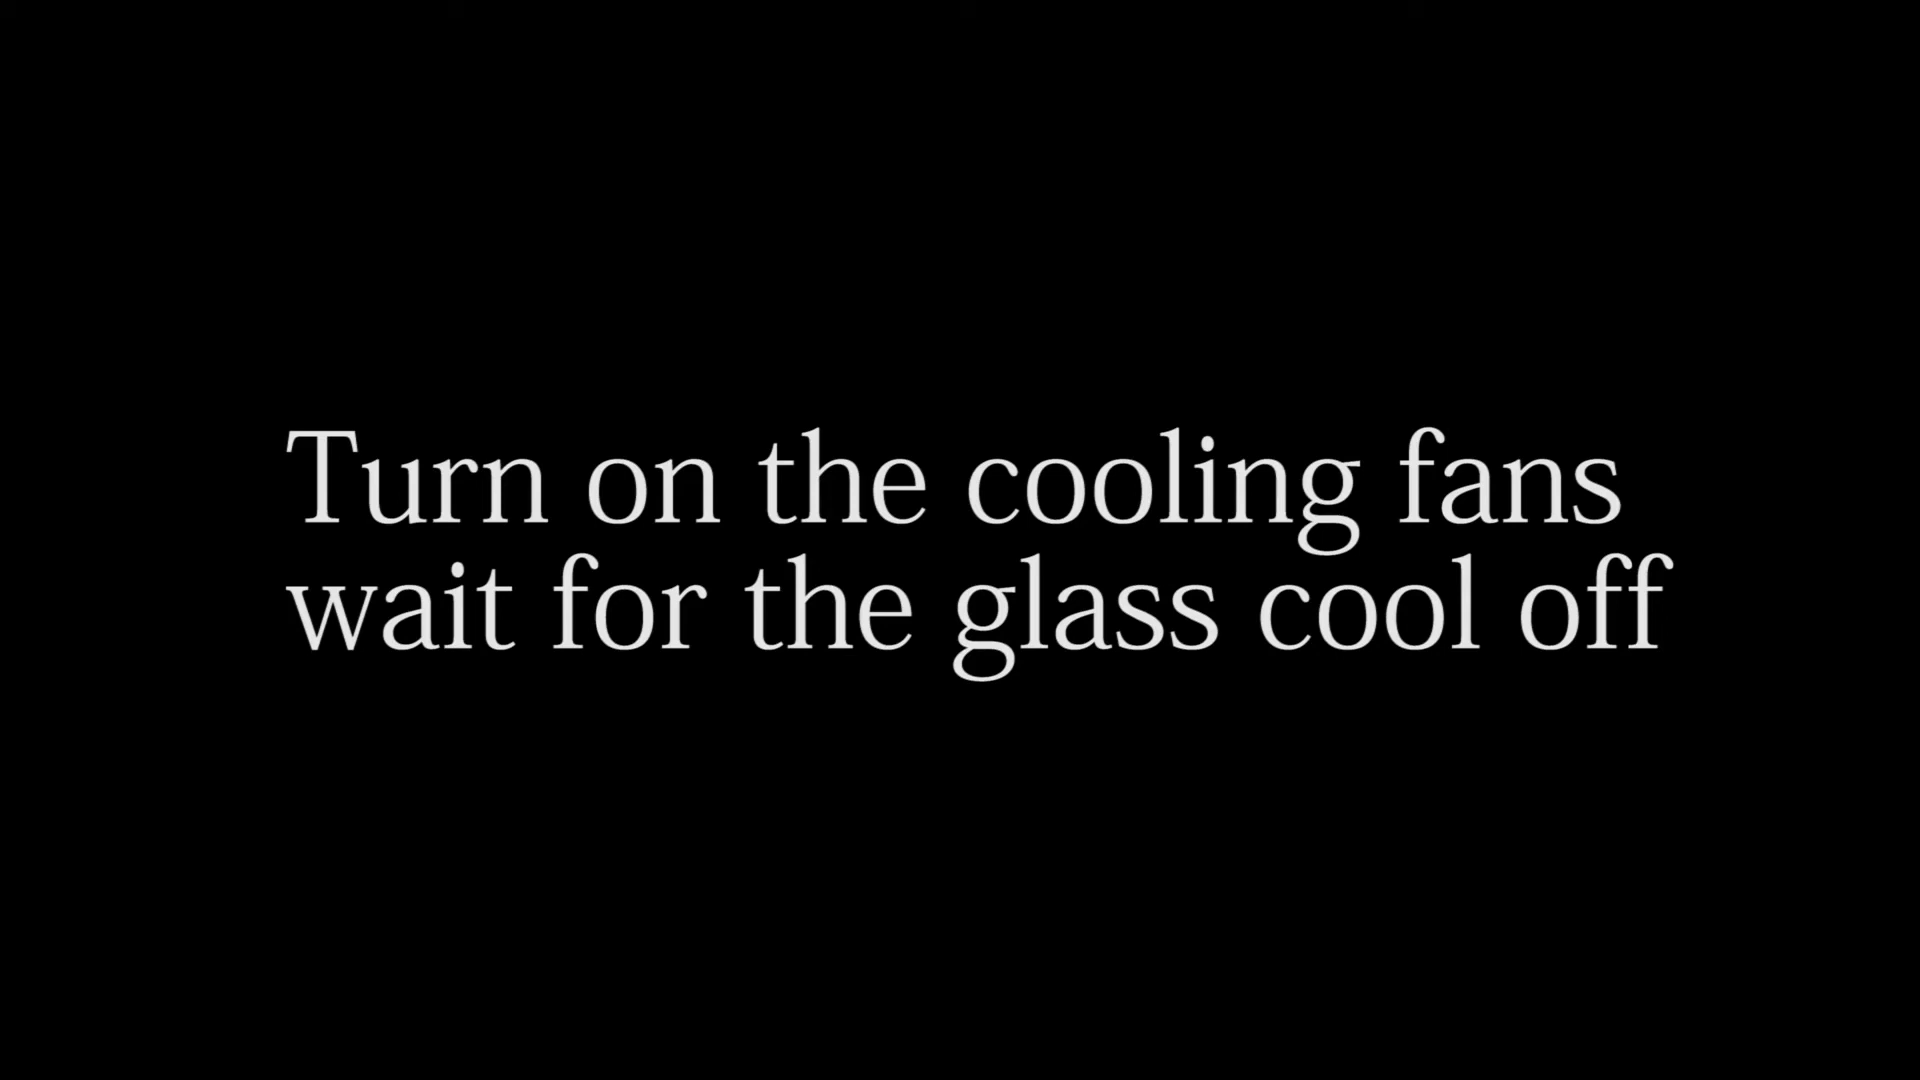 Turn on the cooling fans
wait for the glass cool off